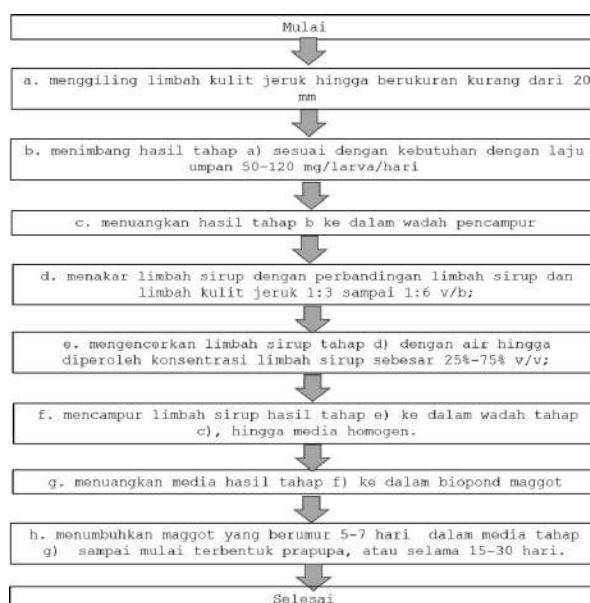 Mulai
a. menggiling limbah kulit jeruk hingga berukuran kurang dari 20
mm
b. menimbang hasil tahap a) sesuai dengan kebutuhan dengan laju
umpan 50-120 mg/larva/hari
c. menuangkan hasil tahap b ke dalam wadah pencampur
d. menakar limbah sirup dengan perbandingan limbah sirup dan
limbah kulit jeruk 1:3 sampai 1:6 v/b;
e. mengencerkan limbah sirup tahap d) dengan air hingga
diperoleh konsentrasi limbah sirup sebesar 25%-75% v/v;
f. mencampur limbah sirup hasil tahap e) ke dalam wadah tahap
c), hingga media homogen.
g. menuangkan media hasil tahap f) ke dalam biopond maggot
h. menumbuhkan maggot yang berumur 5-7 hari dalam media tahap
g) sampai mulai terbentuk prapupa, atau selama 15-30 hari.
Selesai